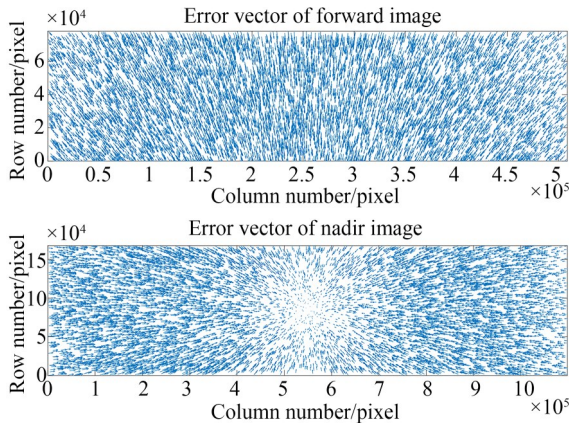 Error vector of forward image
×10⁴
Row number/pixel
6
4
2
0
0 0.5 1 1.5 2 2.5 3 3.5 4 4.5 5
×10⁵
Column number/pixel
Error vector of nadir image
×10⁴
Row number/pixel
15
10
5
0
0 1 2 3 4 5 6 7 8 9 10
×10⁵
Column number/pixel